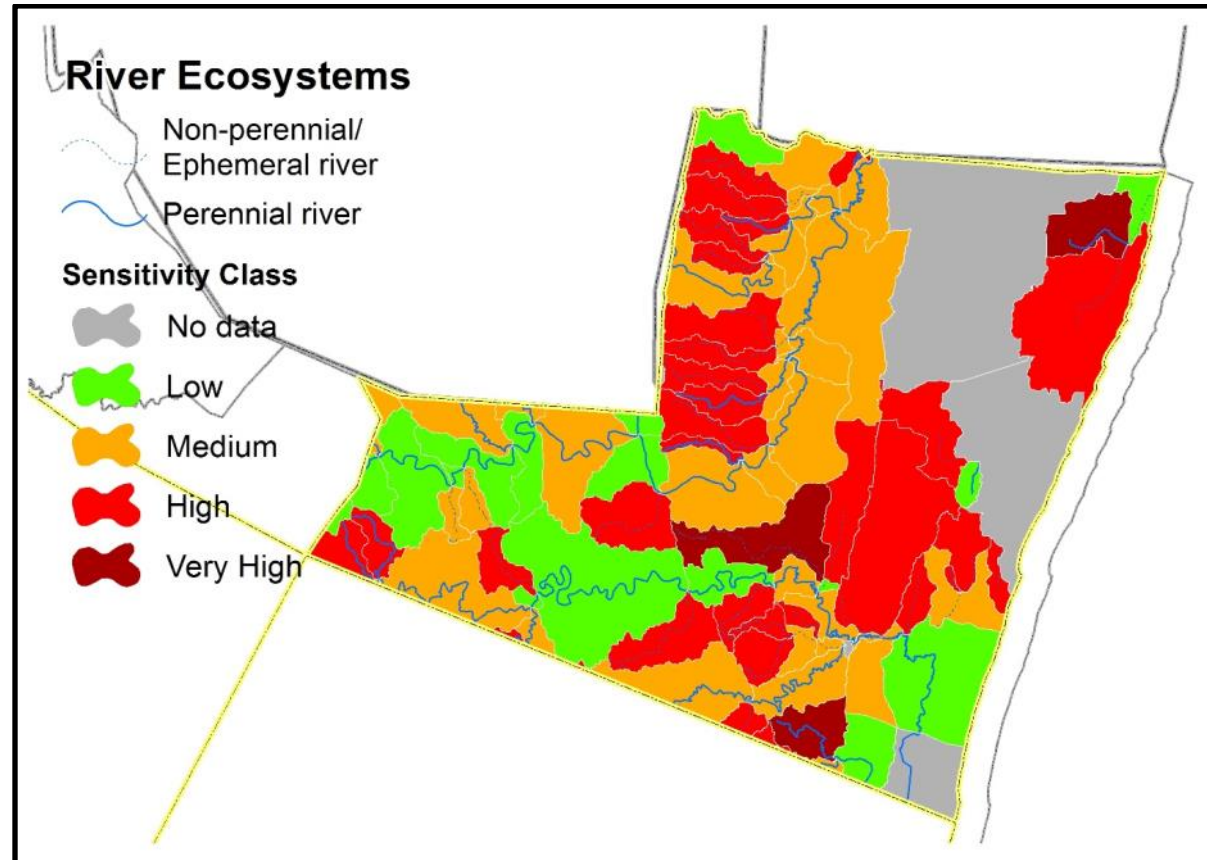 River Ecosystems
Non-perennial/
Ephemeral river
Perennial river
Sensitivity Class
No data
Low
Medium
High
Very High